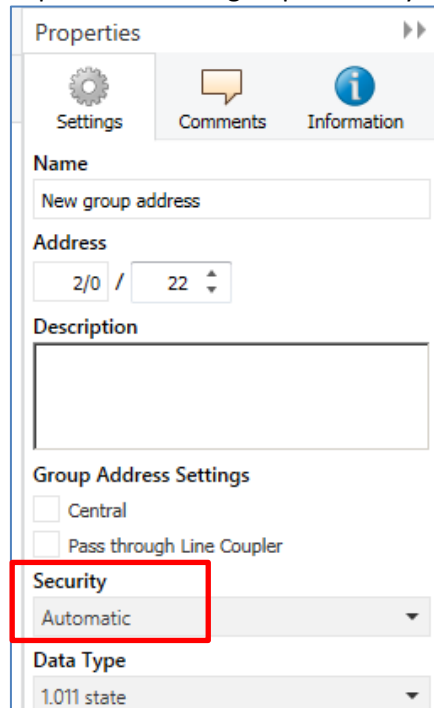 Properties
Settings Comments Information
Name
New group address
Address
2/0 / 22
Description
Group Address Settings
Central
Pass through Line Coupler
Security
Automatic
Data Type
1.011 state